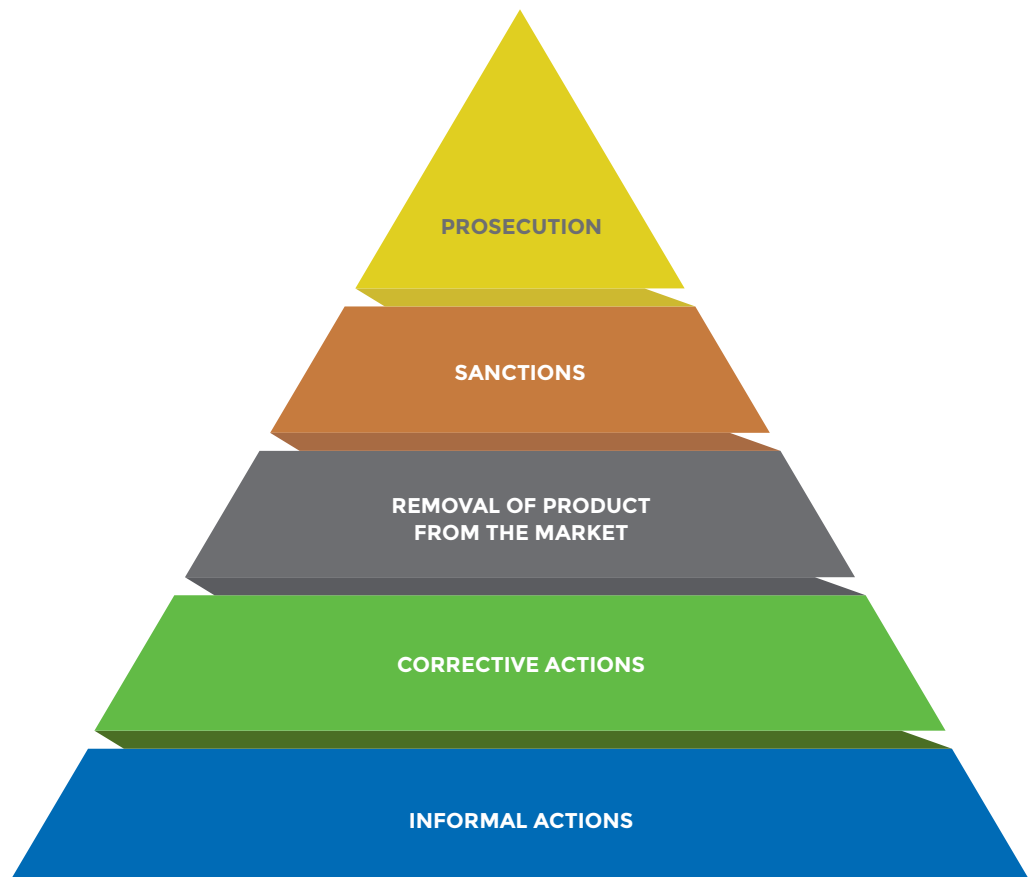 PROSECUTION
SANCTIONS
REMOVAL OF PRODUCT
FROM THE MARKET
CORRECTIVE ACTIONS
INFORMAL ACTIONS